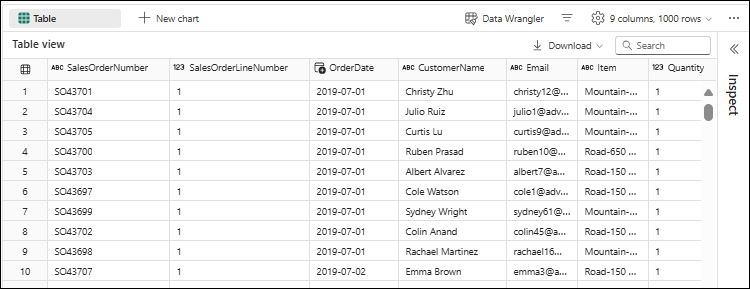 Table + New chart Data Wrangler 9 columns, 1000 rows ...
Table view Download Search
ABC SalesOrderNumber 123 SalesOrderLineNumber OrderDate ABC CustomerName ABC Email ABC Item 123 Quantity
1 SO43701 1 2019-07-01 Christy Zhu christy12@... Mountain-... 1
2 SO43704 1 2019-07-01 Julio Ruiz julio1@adv... Mountain-... 1
3 SO43705 1 2019-07-01 Curtis Lu curtis9@adv... Mountain-... 1
4 SO43700 1 2019-07-01 Ruben Prasad ruben10@... Road-650 ... 1
5 SO43703 1 2019-07-01 Albert Alvarez albert7@a... Road-150 ... 1
6 SO43697 1 2019-07-01 Cole Watson cole1@adv... Road-150 ... 1
7 SO43699 1 2019-07-01 Sydney Wright sydney61@... Mountain-... 1
8 SO43702 1 2019-07-01 Colin Anand colin45@a... Road-150 ... 1
9 SO43698 1 2019-07-01 Rachael Martinez rachael16... Mountain-... 1
10 SO43707 1 2019-07-02 Emma Brown emma3@a... Road-150 ... 1
Inspect